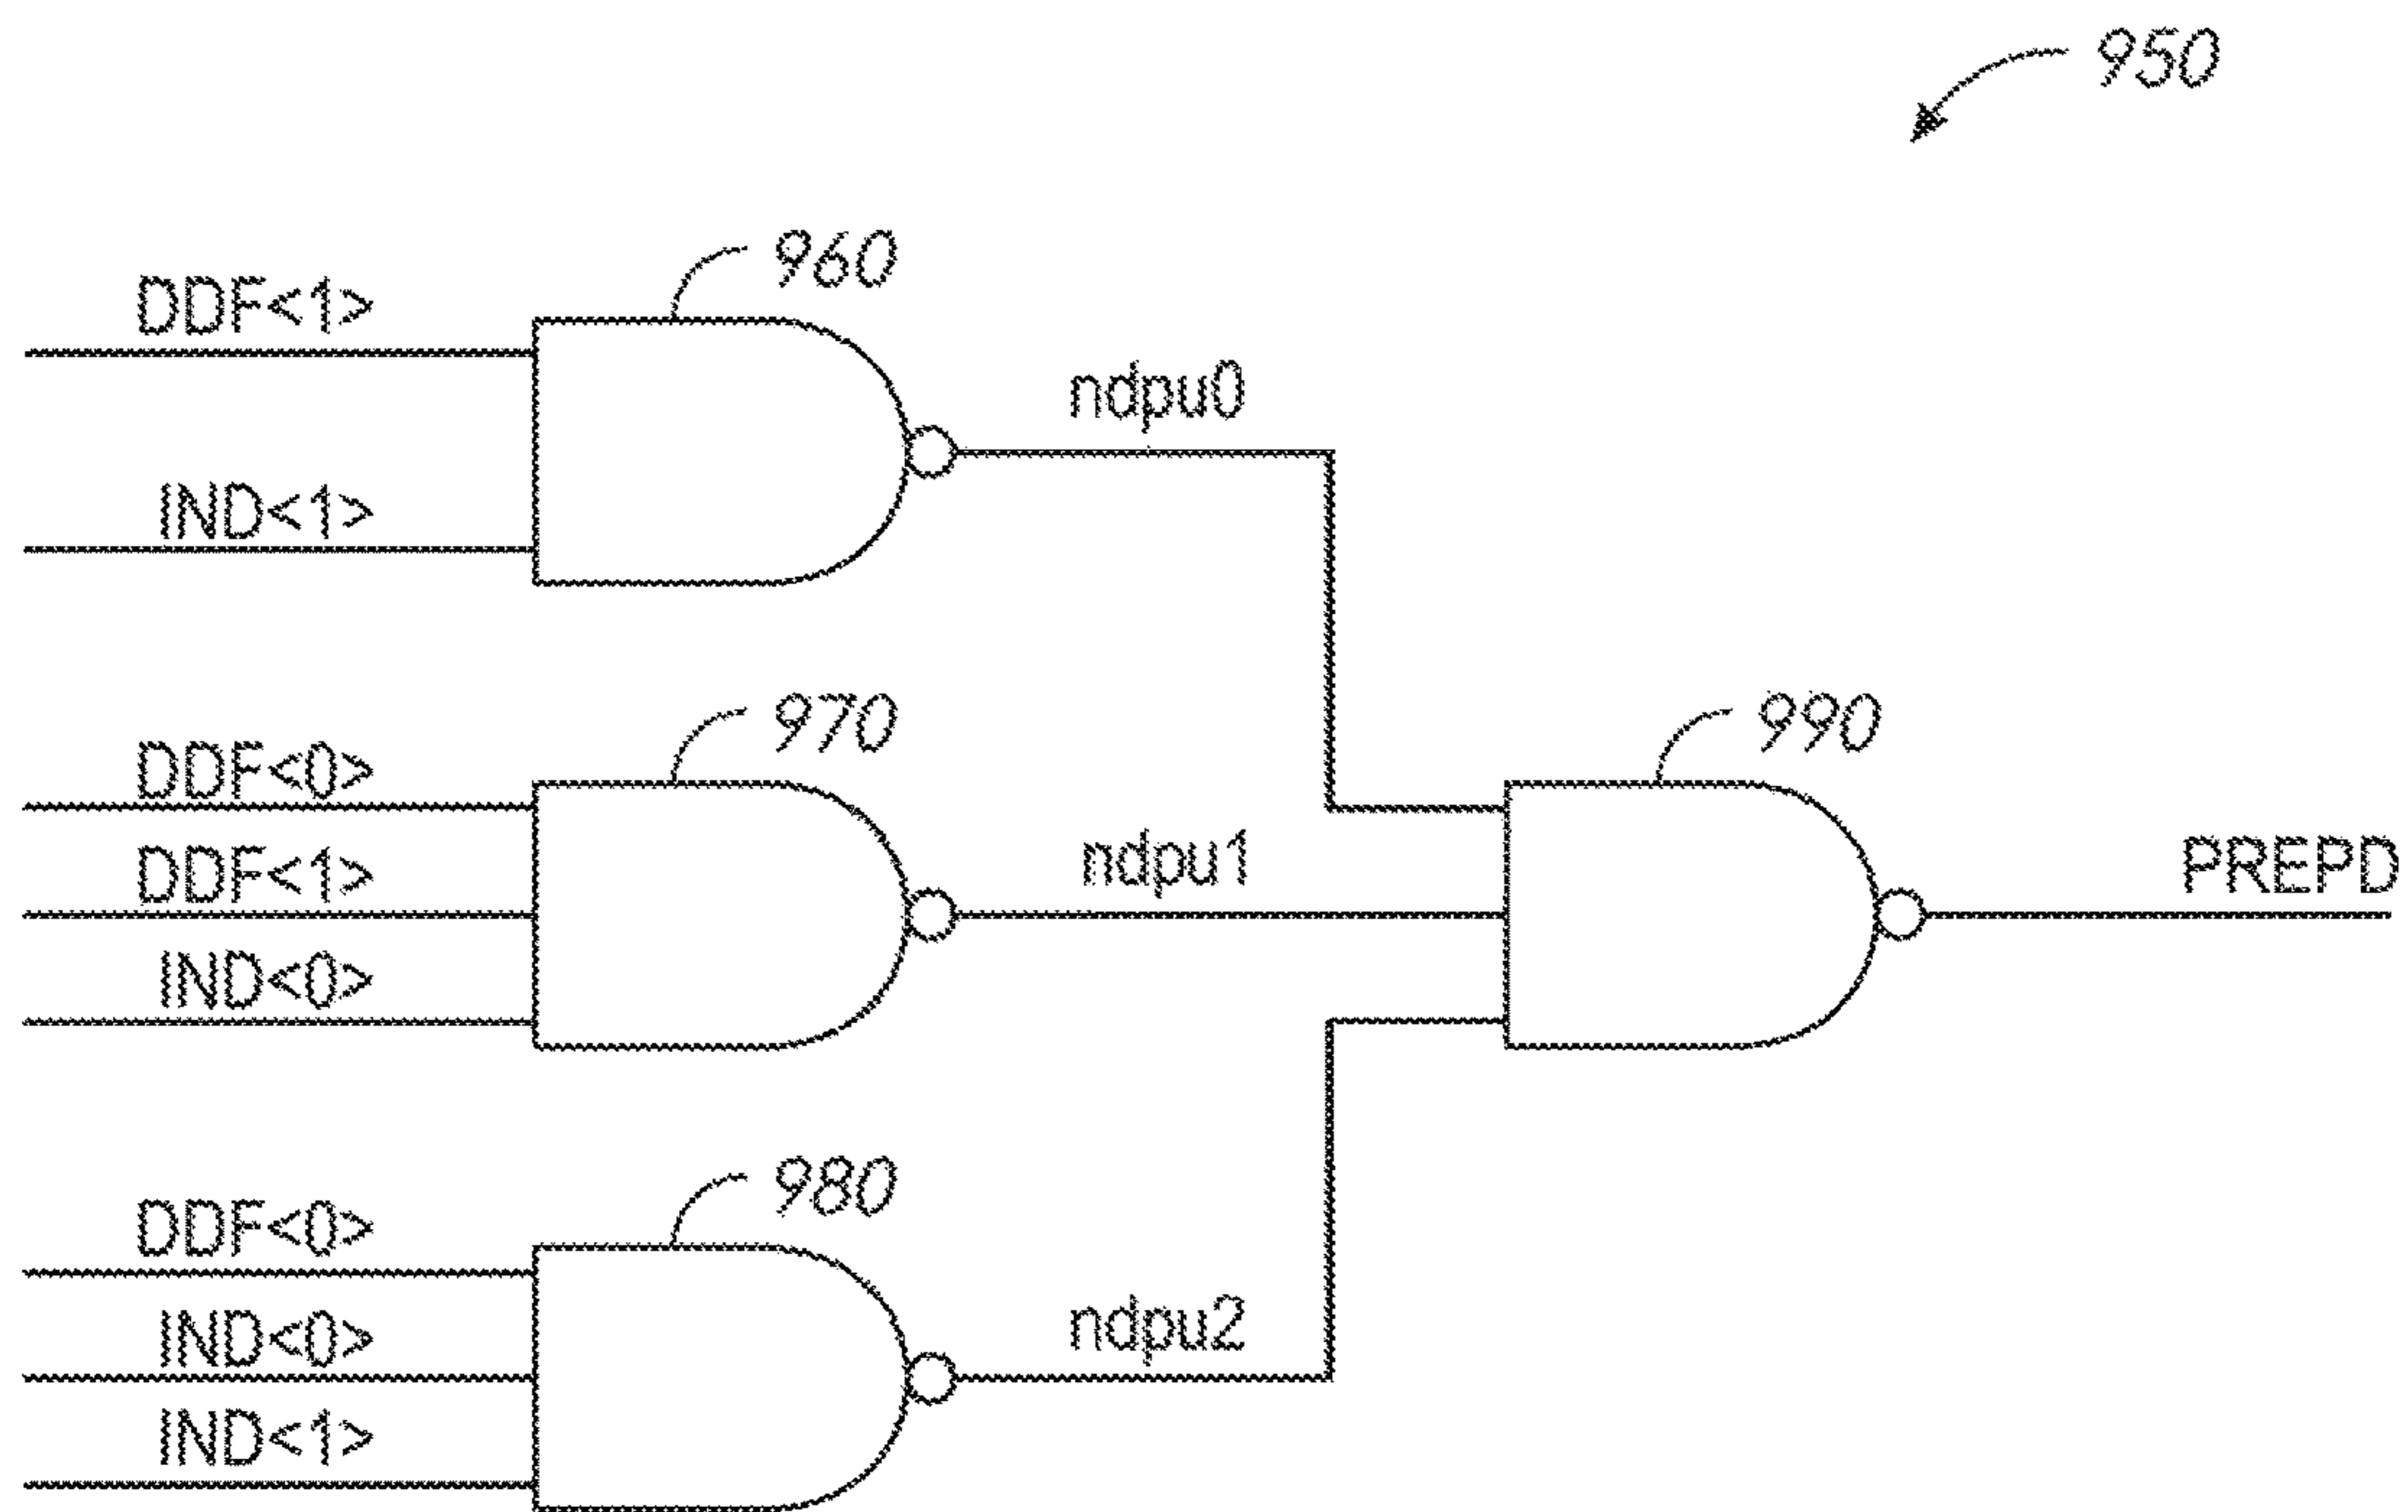 950
960
DDF<1>
ndpu0
IND<1>
970
990
DDF<0>
DDF<1>
ndpu1
PREPD
IND<0>
980
DDF<0>
IND<0>
ndpu2
IND<1>